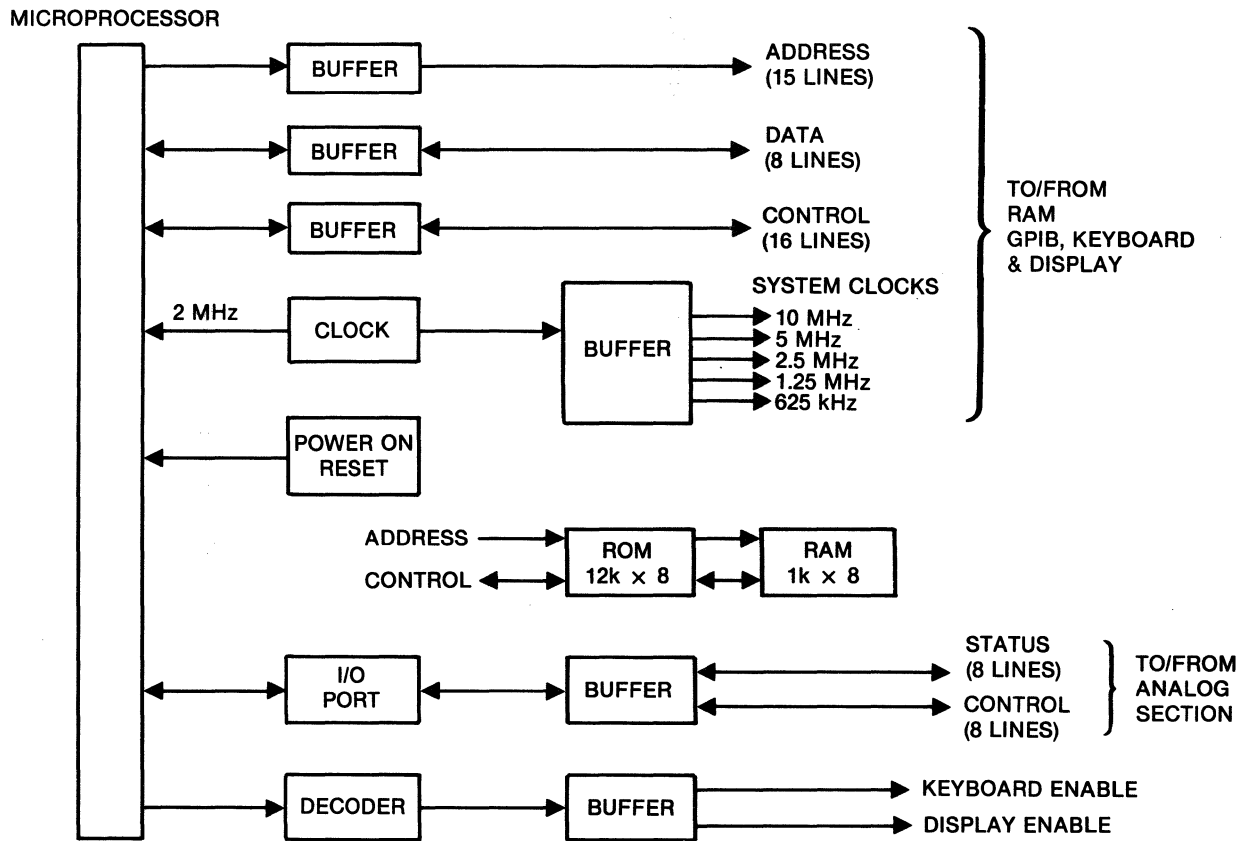 MICROPROCESSOR
BUFFER
ADDRESS
(15 LINES)
BUFFER
DATA
(8 LINES)
BUFFER
CONTROL
(16 LINES)
TO/FROM
RAM
GPIB, KEYBOARD
& DISPLAY
2 MHz
CLOCK
BUFFER
SYSTEM CLOCKS
10 MHz
5 MHz
2.5 MHz
1.25 MHz
625 kHz
POWER ON
RESET
ADDRESS
CONTROL
ROM
12k × 8
RAM
1k × 8
I/O
PORT
BUFFER
STATUS
(8 LINES)
CONTROL
(8 LINES)
TO/FROM
ANALOG
SECTION
DECODER
BUFFER
KEYBOARD ENABLE
DISPLAY ENABLE